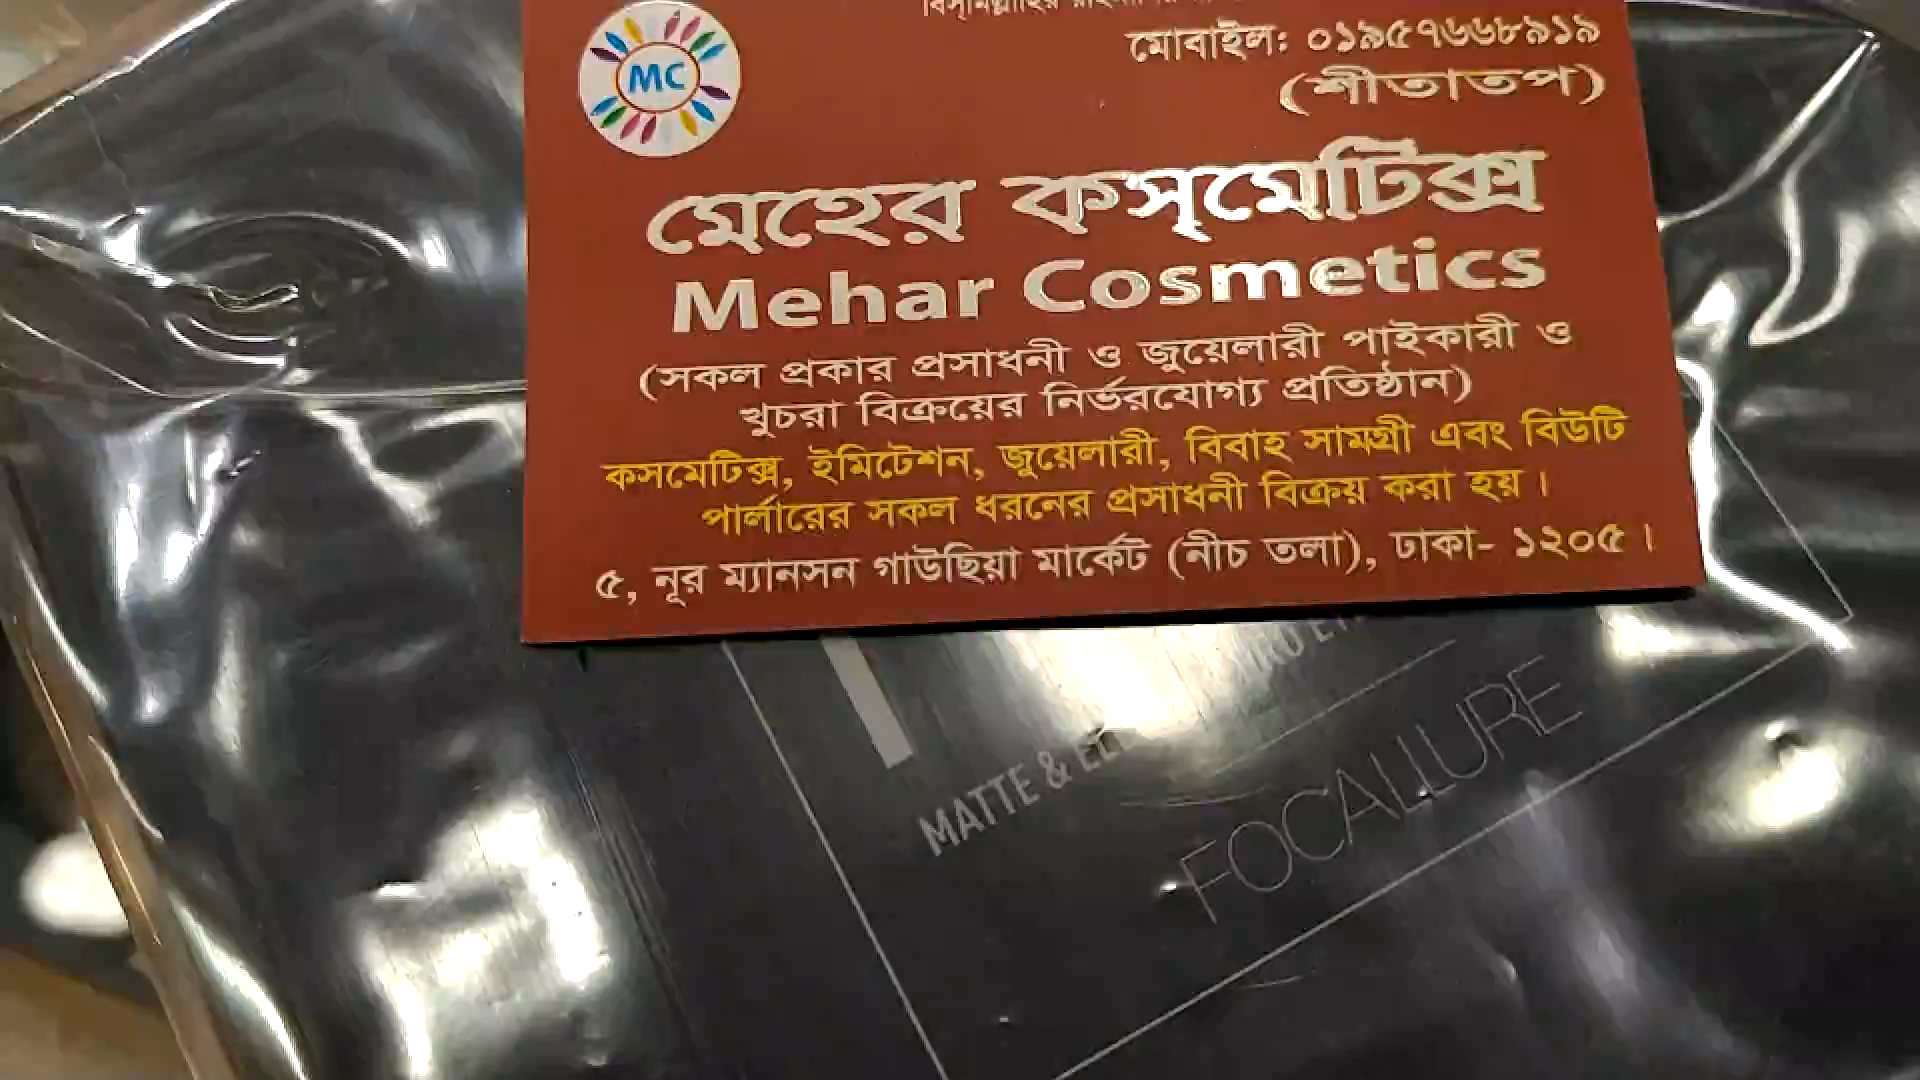 মোবাইল: ০১৯৫৭৬৬৮৯১৯
(শীতাতপ)
MC
মেহের কস্‌মেটিক্স
Mehar Cosmetics
(সকল প্রকার প্রসাধনী ও জুয়েলারী পাইকারী ও
খুচরা বিক্রয়ের নির্ভরযোগ্য প্রতিষ্ঠান)
কসমেটিক্স, ইমিটেশন, জুয়েলারী, বিবাহ সামগ্রী এবং বিউটি
পার্লারের সকল ধরনের প্রসাধনী বিক্রয় করা হয়।
৫, নূর ম্যানসন গাউছিয়া মার্কেট (নীচ তলা), ঢাকা- ১২০৫।
MATTE &
FOCALLURE